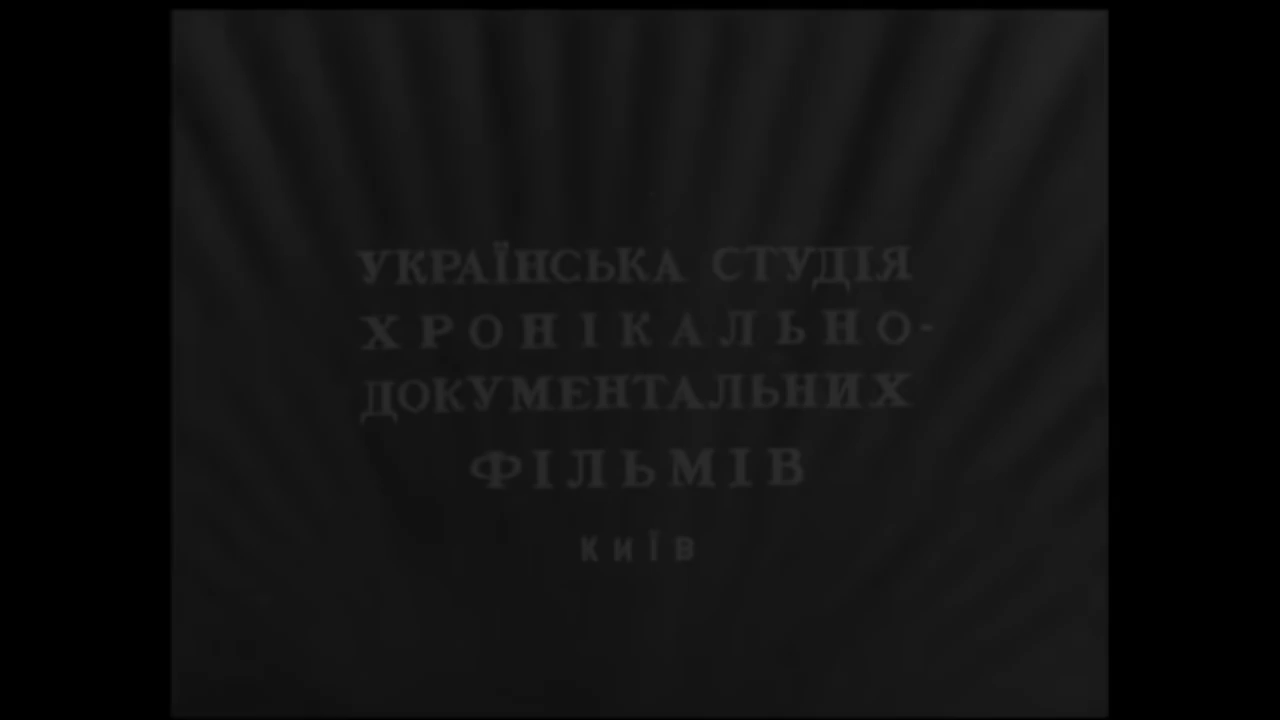 УКРАЇНСЬКА СТУДІЯ
ХРОНІКАЛЬНО-
ДОКУМЕНТАЛЬНИХ
ФІЛЬМІВ
КИЇВ